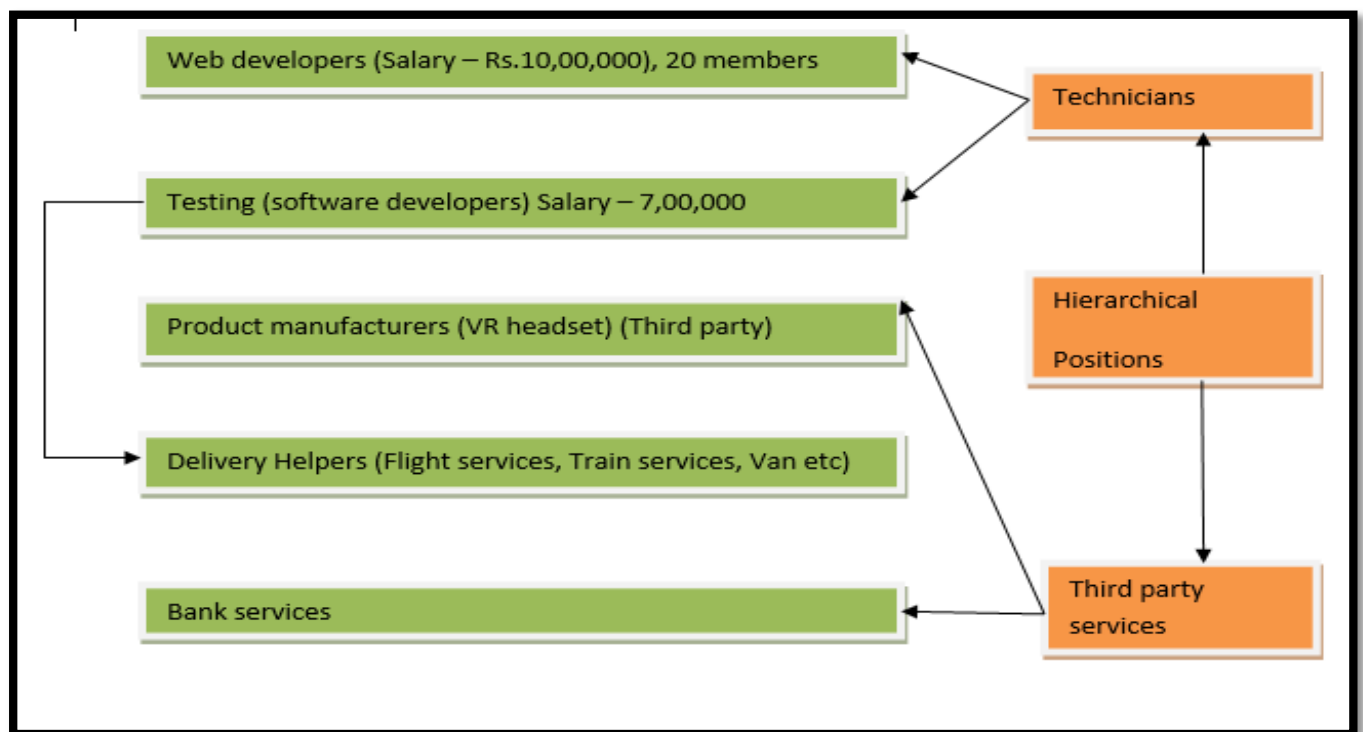 Web developers (Salary – Rs.10,00,000), 20 members
Technicians
Testing (software developers) Salary – 7,00,000
Hierarchical
Positions
Product manufacturers (VR headset) (Third party)
Delivery Helpers (Flight services, Train services, Van etc)
Third party
services
Bank services